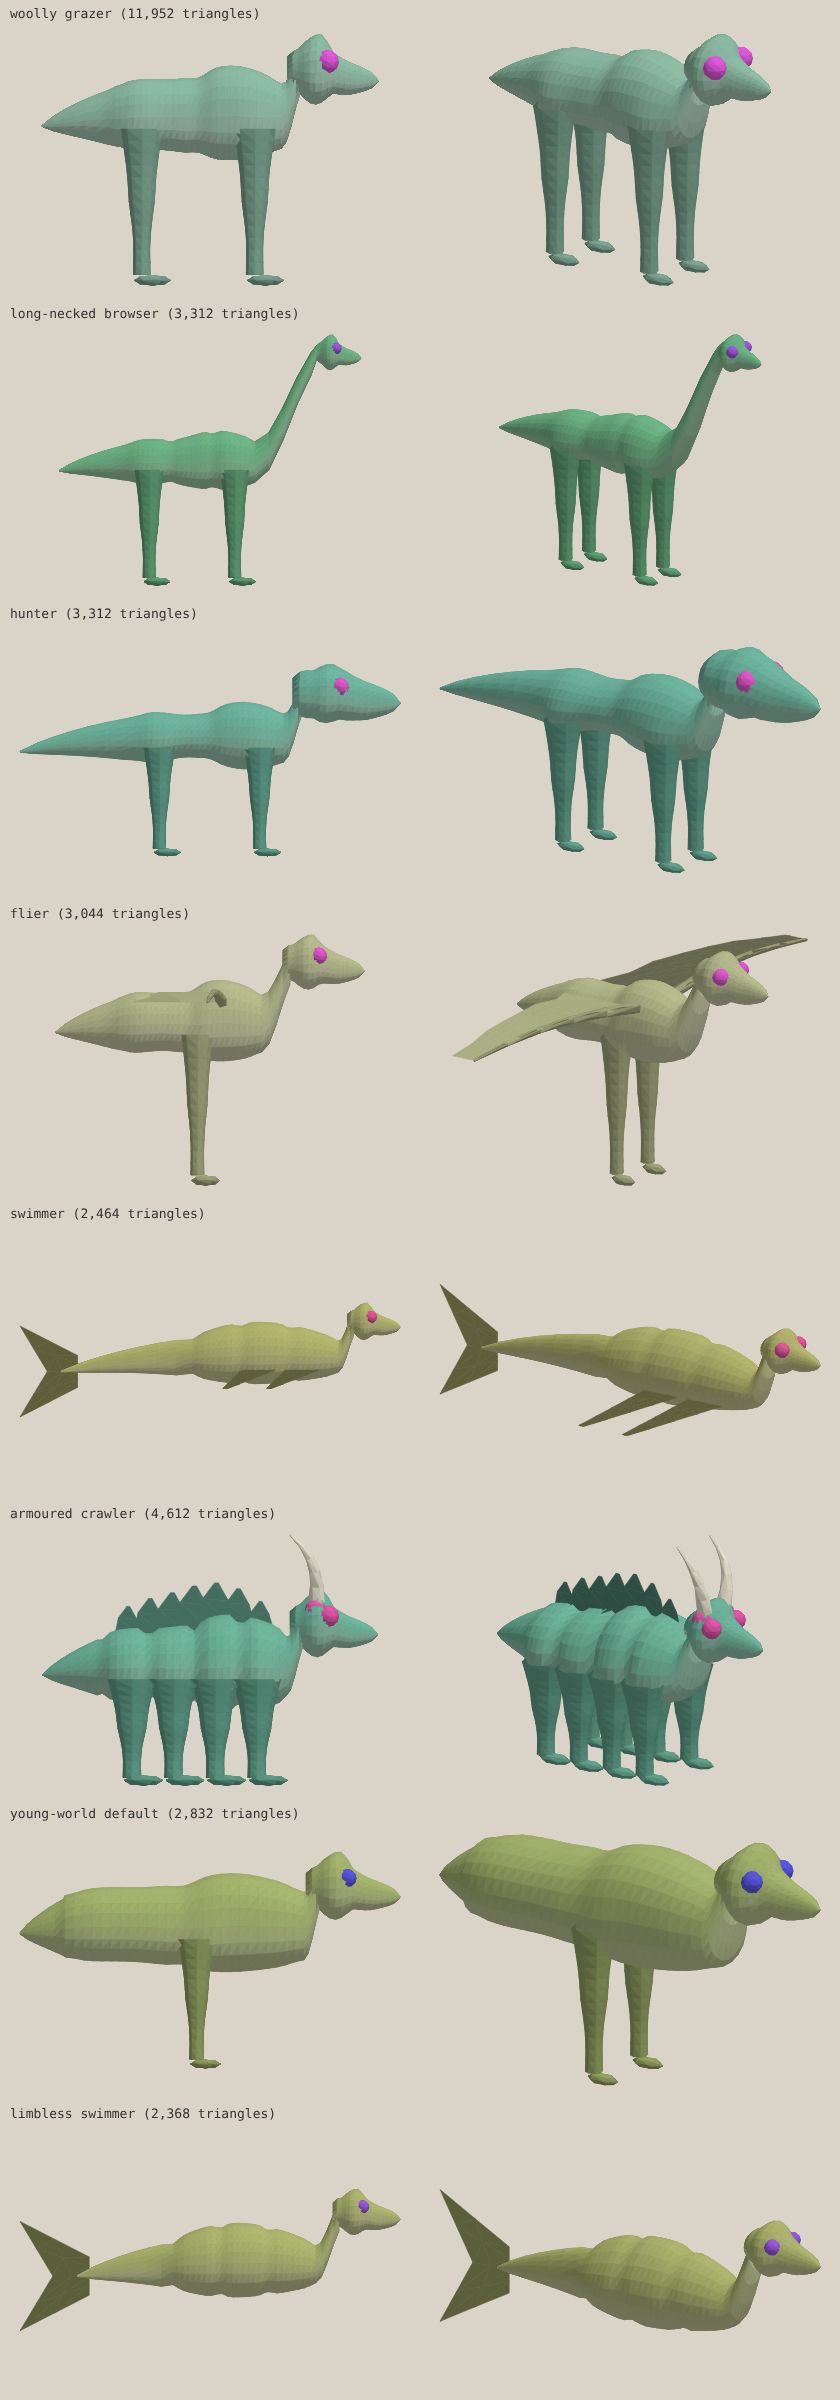 woolly grazer (11,952 triangles)
long-necked browser (3,312 triangles)
hunter (3,312 triangles)
flier (3,044 triangles)
swimmer (2,464 triangles)
armoured crawler (4,612 triangles)
young-world default (2,832 triangles)
limbless swimmer (2,368 triangles)